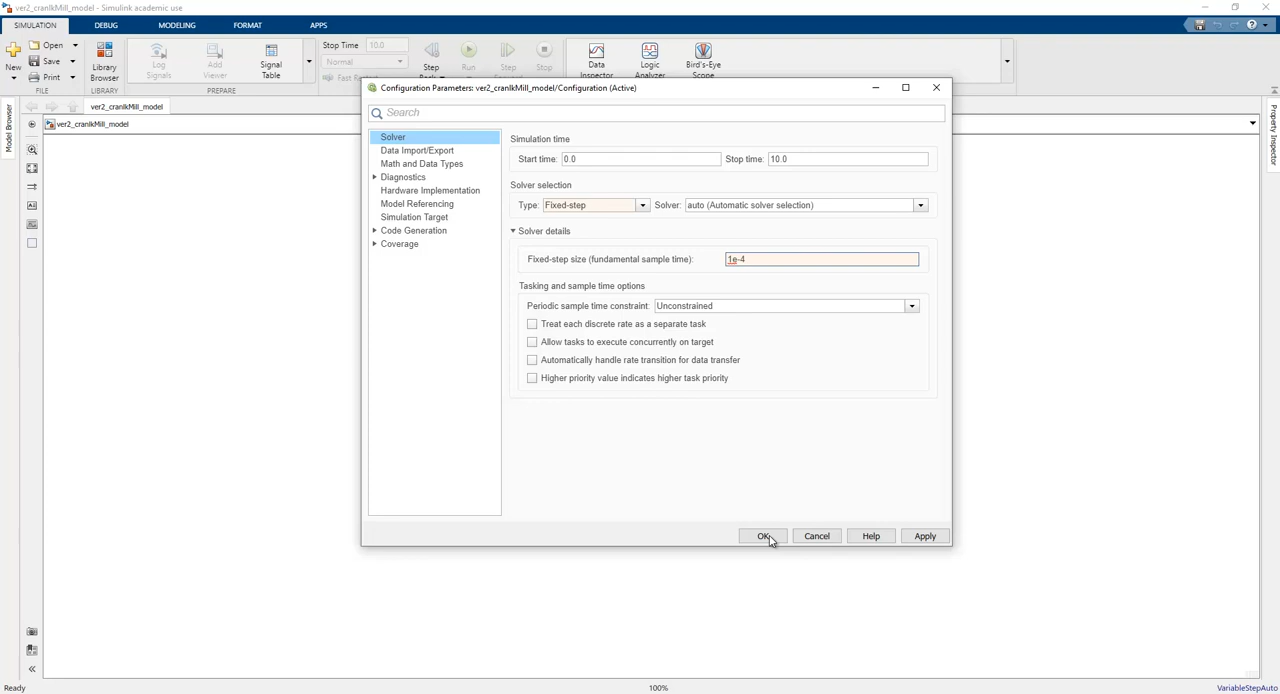 ver2_cranlkMill_model - Simulink academic use
SIMULATION DEBUG MODELING FORMAT APPS
New
Open
Save
Print
FILE
Library Browser
LIBRARY
Log Signals
Add Viewer
Signal Table
PREPARE
Stop Time 10.0
Normal
Fast Restart
Step
Run
Step
Stop
Data Inspector
Logic Analyzer
Bird's-Eye Scope
ver2_cranlkMill_model
ver2_cranlkMill_model
Model Browser
Property Inspector
Configuration Parameters: ver2_cranlkMill_model/Configuration (Active)
Search
Solver
Data Import/Export
Math and Data Types
Diagnostics
Hardware Implementation
Model Referencing
Simulation Target
Code Generation
Coverage
Simulation time
Start time: 0.0 Stop time: 10.0
Solver selection
Type: Fixed-step Solver: auto (Automatic solver selection)
Solver details
Fixed-step size (fundamental sample time): 1e-4
Tasking and sample time options
Periodic sample time constraint: Unconstrained
Treat each discrete rate as a separate task
Allow tasks to execute concurrently on target
Automatically handle rate transition for data transfer
Higher priority value indicates higher task priority
OK Cancel Help Apply
Ready 100% VariableStepAuto